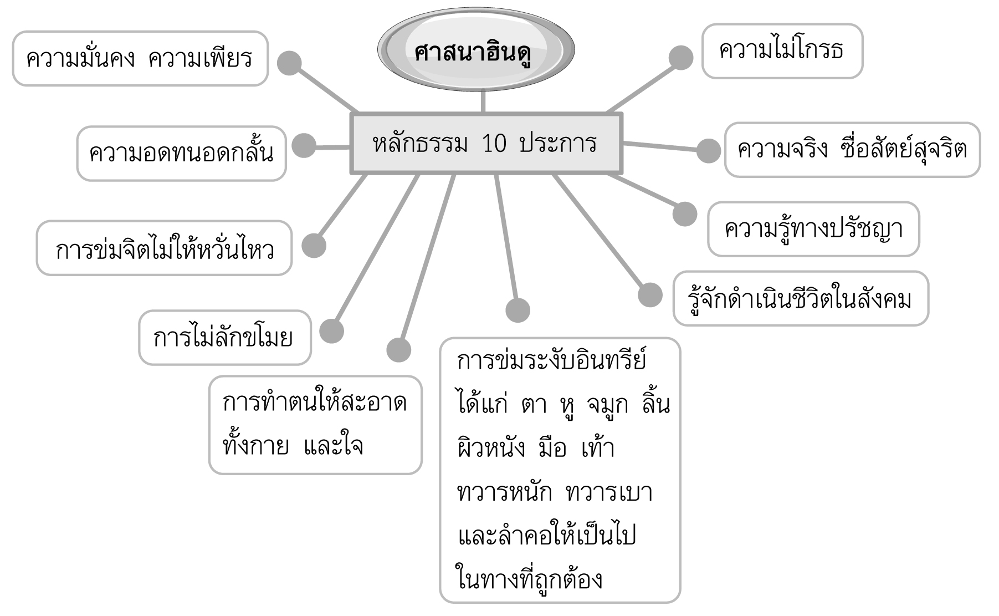 ศาสนาฮินดู
หลักธรรม 10 ประการ
ความมั่นคง ความเพียร
ความอดทนอดกลั้น
การข่มจิตไม่ให้หวั่นไหว
การไม่ลักขโมย
การทำตนให้สะอาด
ทั้งกาย และใจ
การข่มระงับอินทรีย์
ได้แก่ ตา หู จมูก ลิ้น
ผิวหนัง มือ เท้า
ทวารหนัก ทวารเบา
และลำคอให้เป็นไป
ในทางที่ถูกต้อง
รู้จักดำเนินชีวิตในสังคม
ความรู้ทางปรัชญา
ความจริง ซื่อสัตย์สุจริต
ความไม่โกรธ